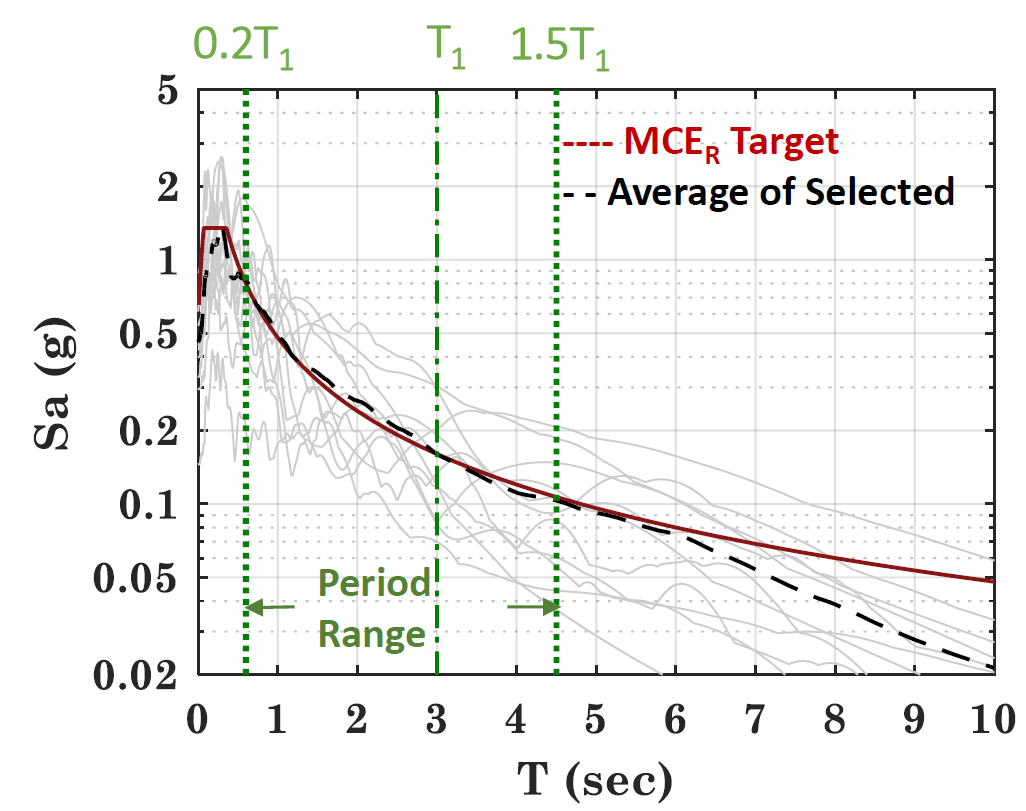 0.2T1 T1 1.5T1
5
---- MCER Target
2
- - Average of Selected
1
0.5
Sa (g)
0.2
0.1
0.05
Period
Range
0.02
0 1 2 3 4 5 6 7 8 9 10
T (sec)